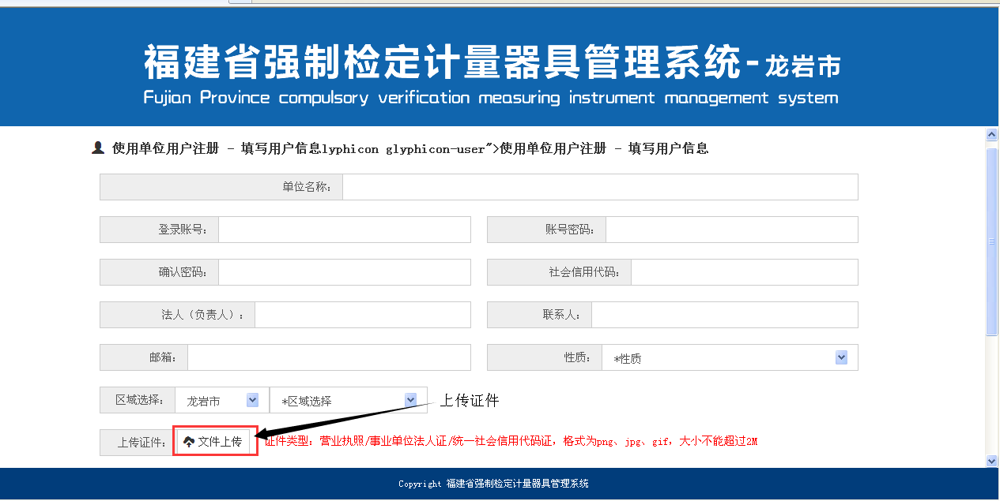 福建省强制检定计量器具管理系统-龙岩市
Fujian Province compulsory verification measuring instrument management system
使用单位用户注册 - 填写用户信息lyphicon glyphicon-user">使用单位用户注册 - 填写用户信息
单位名称：
登录账号： 账号密码：
确认密码： 社会信用代码：
法人（负责人）： 联系人：
邮箱： 性质： *性质
区域选择： 龙岩市 *区域选择 上传证件
上传证件： 文件上传 证件类型：营业执照/事业单位法人证/统一社会信用代码证，格式为png、jpg、gif，大小不能超过2M
Copyright 福建省强制检定计量器具管理系统